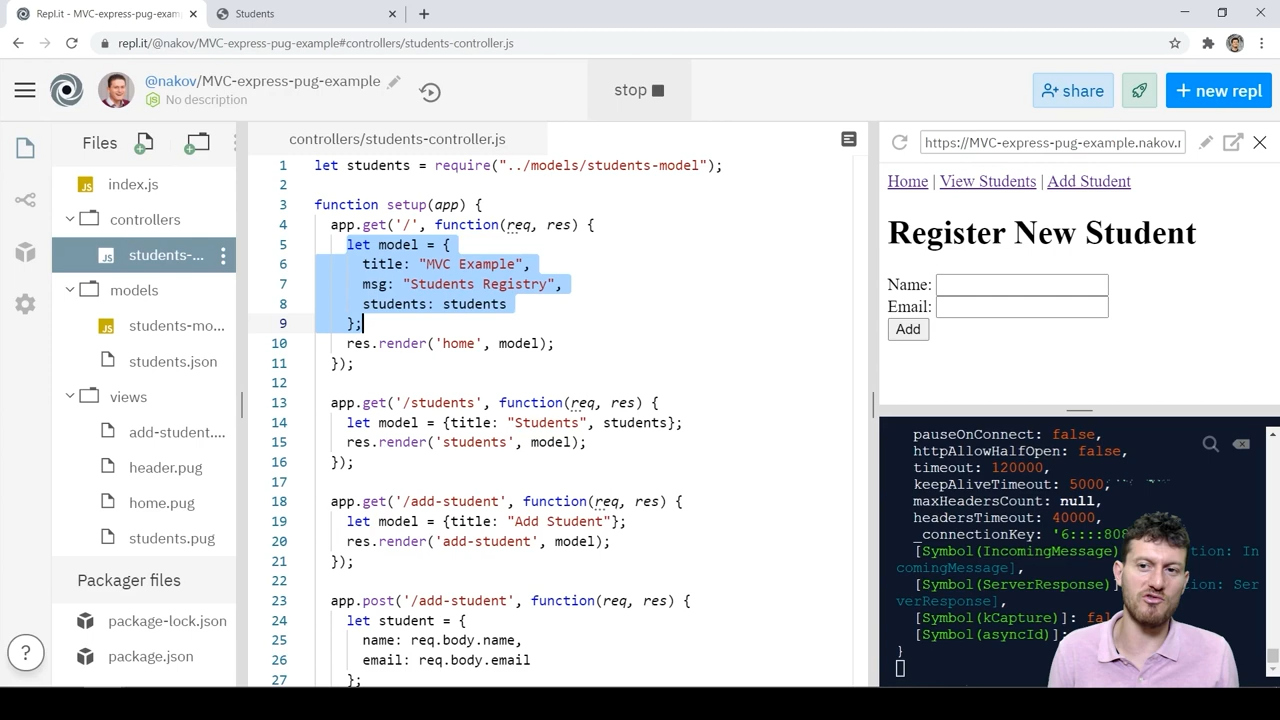 Repl.it - MVC-express-pug-exam
Students
repl.it/@nakov/MVC-express-pug-example#controllers/students-controller.js
@nakov/MVC-express-pug-example
No description
stop
share
+ new repl
Files
index.js
controllers
students-...
models
students-mo...
students.json
views
add-student....
header.pug
home.pug
students.pug
Packager files
package-lock.json
package.json
?
controllers/students-controller.js
1 let students = require("../models/students-model");
2
3 function setup(app) {
4 app.get('/', function(req, res) {
5 let model = {
6 title: "MVC Example",
7 msg: "Students Registry",
8 students: students
9 };
10 res.render('home', model);
11 });
12
13 app.get('/students', function(req, res) {
14 let model = {title: "Students", students};
15 res.render('students', model);
16 });
17
18 app.get('/add-student', function(req, res) {
19 let model = {title: "Add Student"};
20 res.render('add-student', model);
21 });
22
23 app.post('/add-student', function(req, res) {
24 let student = {
25 name: req.body.name,
26 email: req.body.email
27 };
https://MVC-express-pug-example.nakov.r
Home | View Students | Add Student
Register New Student
Name:
Email:
Add
pauseOnConnect: false,
httpAllowHalfOpen: false,
timeout: 120000,
keepAliveTimeout: 5000,
maxHeadersCount: null,
headersTimeout: 40000,
_connectionKey: '6::::808
[Symbol(IncomingMessage) tion: In
comingMessage],
[Symbol(ServerResponse)] ion: Ser
verResponse],
[Symbol(kCapture)]: fal
[Symbol(asyncId)]:
}